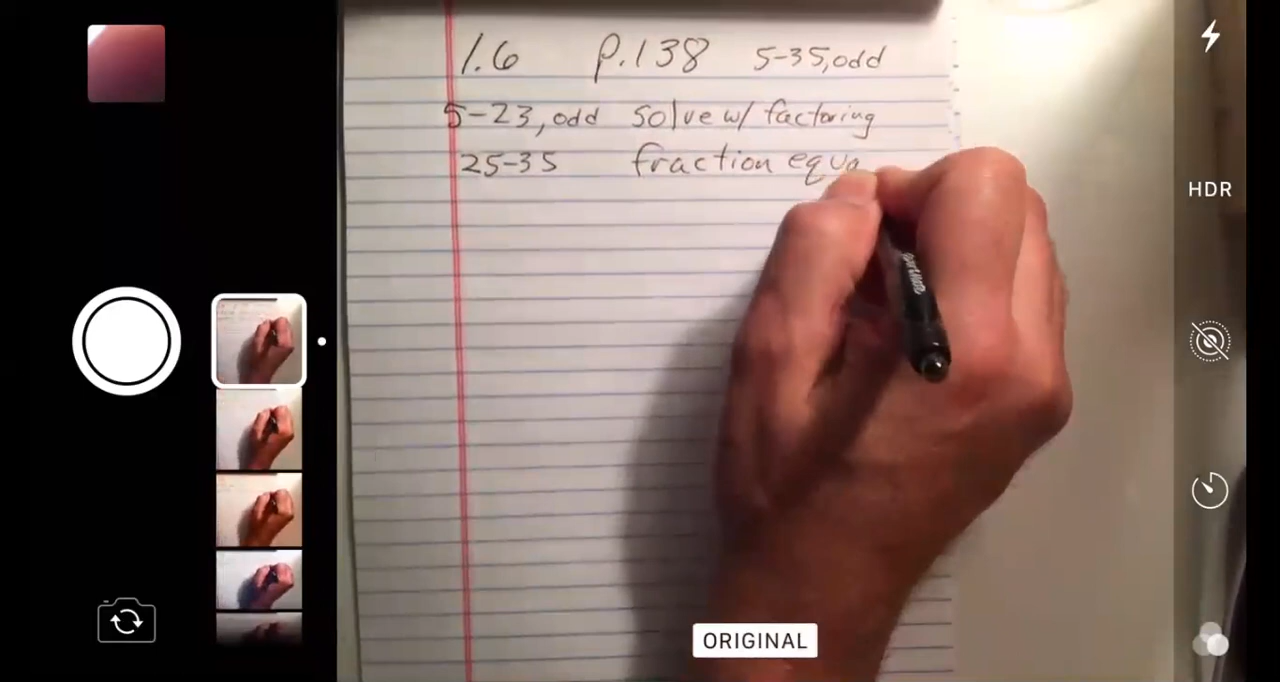 1.6 p.138 5-35,odd
5-23,odd solve w/ factoring
25-35 fraction equa
HDR
ORIGINAL